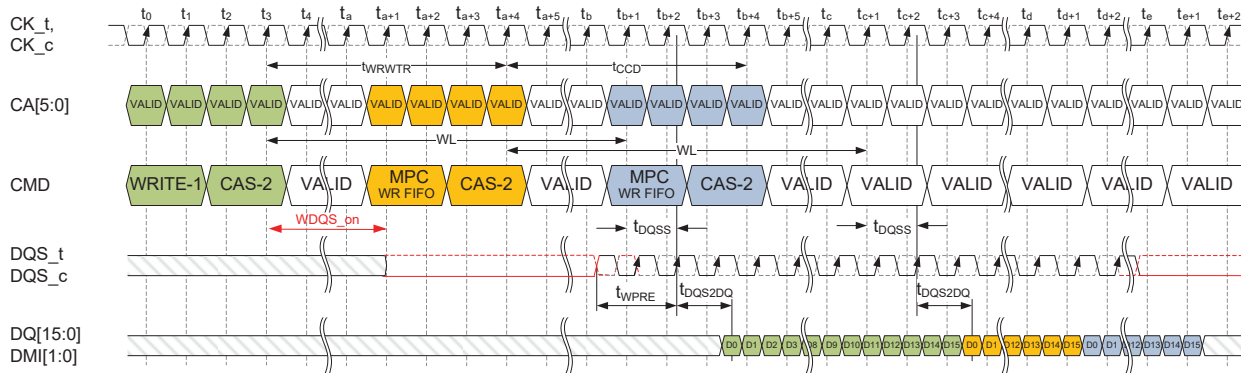 CK_t,
CK_c
t0 t1 t2 t3 t4 ta ta+1 ta+2 ta+3 ta+4 ta+5 tb tb+1 tb+2 tb+3 tb+4 tb+5 tc tc+1 tc+2 tc+3 tc+4 td td+1 td+2 te te+1 te+2
tWRWTR tCCD
CA[5:0] VALID VALID VALID VALID VALID VALID VALID VALID VALID VALID VALID VALID VALID VALID VALID VALID VALID VALID VALID VALID VALID VALID VALID VALID VALID VALID VALID VALID
WL WL
CMD WRITE-1 CAS-2 VALID MPC WR FIFO CAS-2 VALID MPC WR FIFO CAS-2 VALID VALID VALID VALID VALID VALID
WDQS_on tDQSS tDQSS
DQS_t
DQS_c
tWPRE tDQS2DQ tDQS2DQ
DQ[15:0]
DMI[1:0]
D0 D1 D2 D3 D8 D9 D10 D11 D12 D13 D14 D15 D0 D1 D12 D13 D14 D15 D0 D1 D12 D13 D14 D15